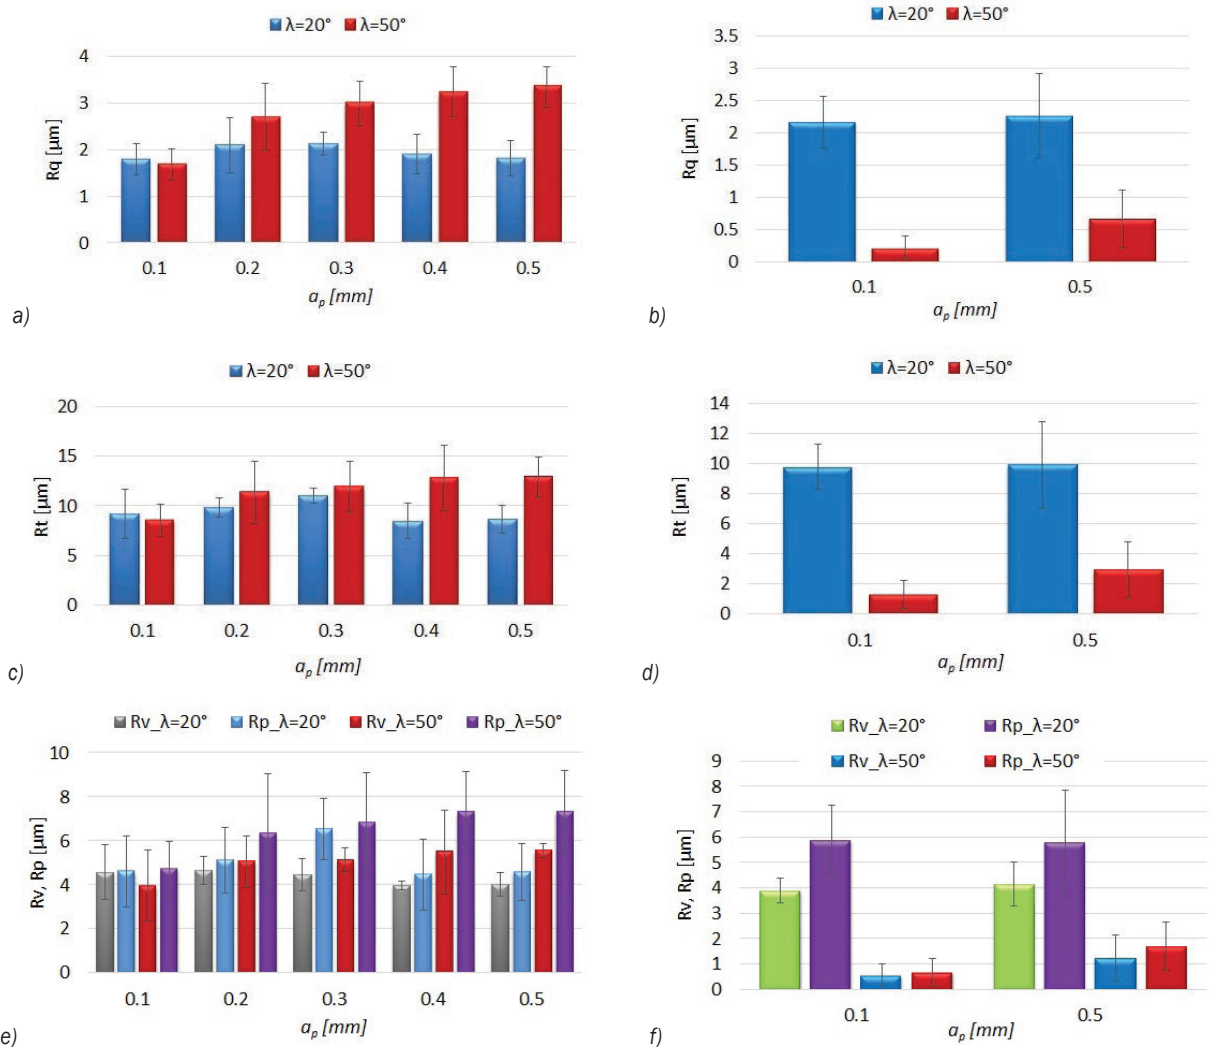 λ=20° λ=50°
4
3
2
1
0
Rq [µm]
0.1 0.2 0.3 0.4 0.5
a_p [mm]
a)
λ=20° λ=50°
3.5
3
2.5
2
1.5
1
0.5
0
Rq [µm]
0.1 0.5
a_p [mm]
b)
λ=20° λ=50°
20
15
10
5
0
Rt [µm]
0.1 0.2 0.3 0.4 0.5
a_p [mm]
c)
λ=20° λ=50°
14
12
10
8
6
4
2
0
Rt [µm]
0.1 0.5
a_p [mm]
d)
Rv_λ=20° Rp_λ=20° Rv_λ=50° Rp_λ=50°
10
8
6
4
2
0
Rv, Rp [µm]
0.1 0.2 0.3 0.4 0.5
a_p [mm]
e)
Rv_λ=20° Rp_λ=20°
Rv_λ=50° Rp_λ=50°
9
8
7
6
5
4
3
2
1
0
Rv, Rp [µm]
0.1 0.5
a_p [mm]
f)